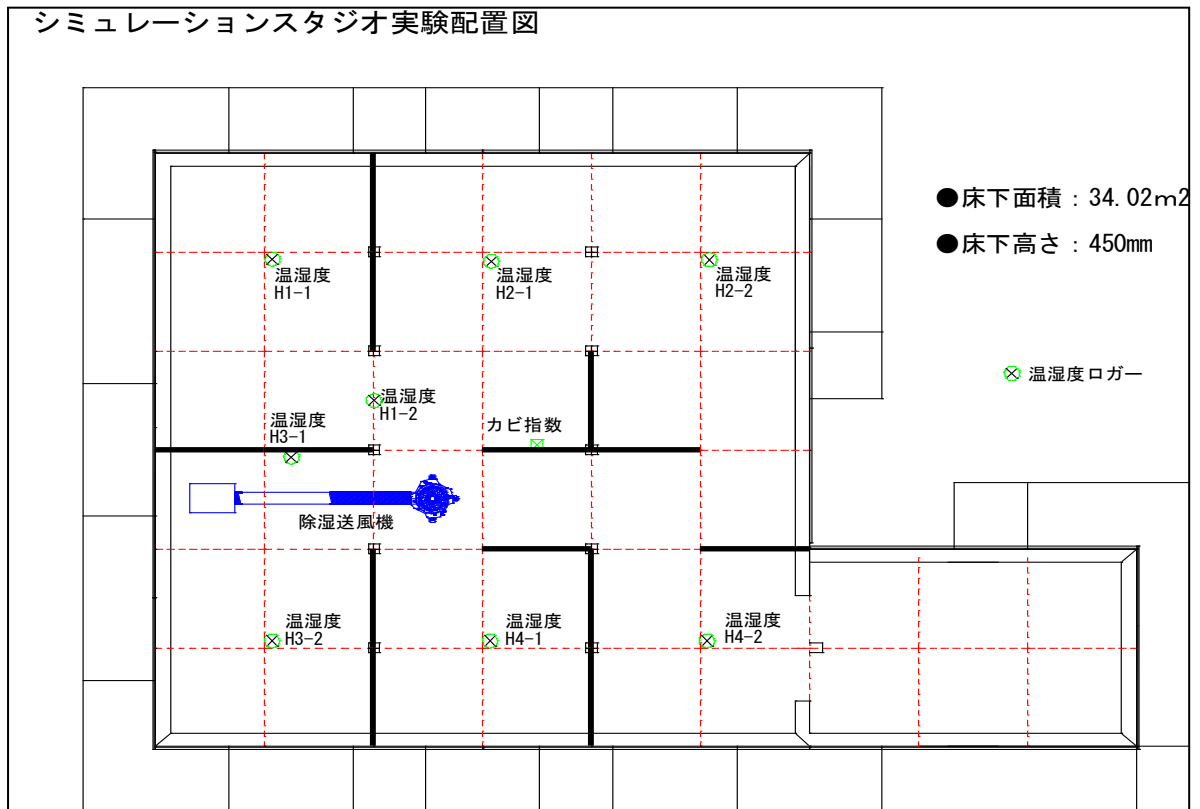 シミュレーションスタジオ実験配置図
●床下面積：34.02m2
●床下高さ：450mm
温湿度
H1-1
温湿度
H2-1
温湿度
H2-2
温湿度ロガー
温湿度
H1-2
温湿度
H3-1
カビ指数
除湿送風機
温湿度
H3-2
温湿度
H4-1
温湿度
H4-2